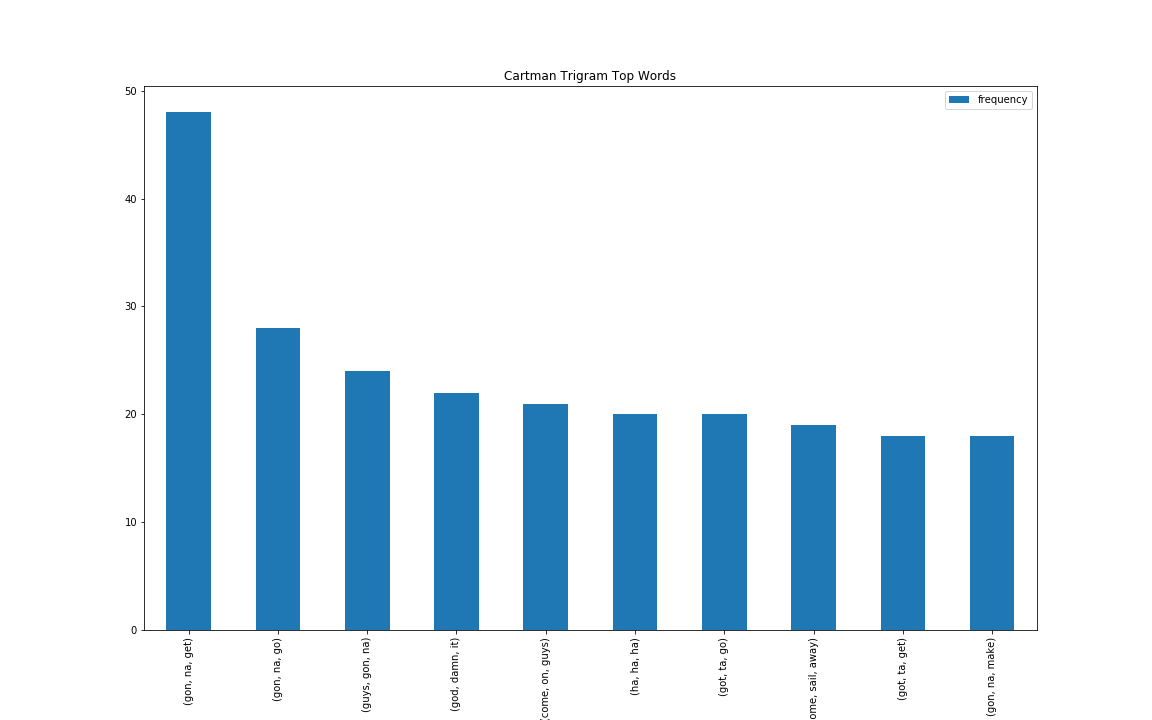 Cartman Trigram Top Words
frequency
50
40
30
20
10
0
(gon, na, get)
(gon, na, go)
(guys, gon, na)
(god, damn, it)
(come, on, guys)
(ha, ha, ha)
(got, ta, go)
ome, sail, away)
(got, ta, get)
(gon, na, make)